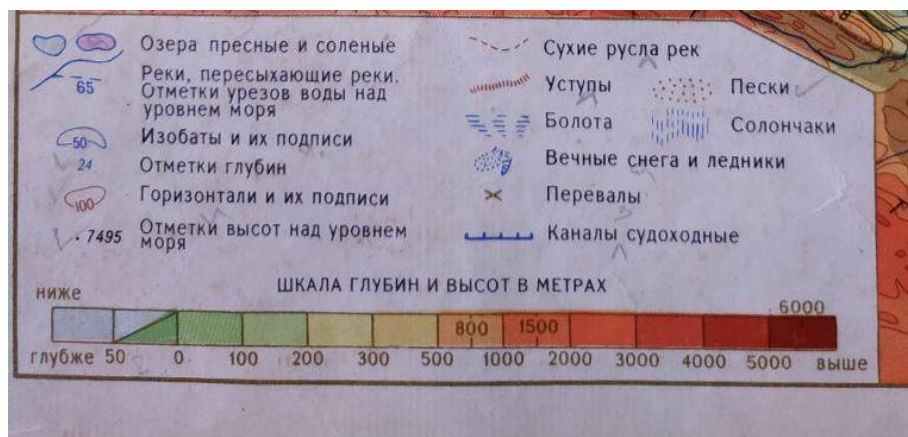 Озера пресные и соленые
65
Реки, пересыхающие реки.
Отметки урезов воды над
уровнем моря
50
Изобаты и их подписи
24
Отметки глубин
100
Горизонтали и их подписи
. 7495
Отметки высот над уровнем
моря
Сухие русла рек
Уступы
Пески
Болота
Солончаки
Вечные снега и ледники
Перевалы
Каналы судоходные
ШКАЛА ГЛУБИН И ВЫСОТ В МЕТРАХ
ниже
6000
800 1500
глубже 50 0 100 200 300 500 1000 2000 3000 4000 5000 выше